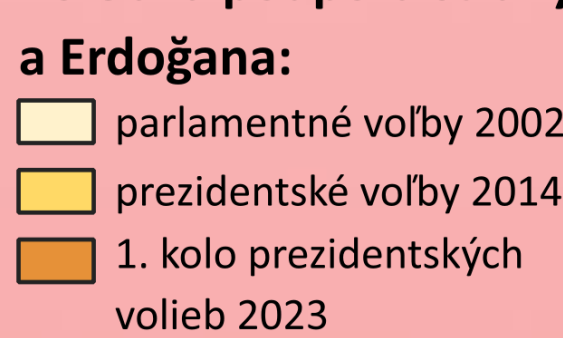 a Erdoğana:
parlamentné voľby 2002
prezidentské voľby 2014
1. kolo prezidentských
volieb 2023